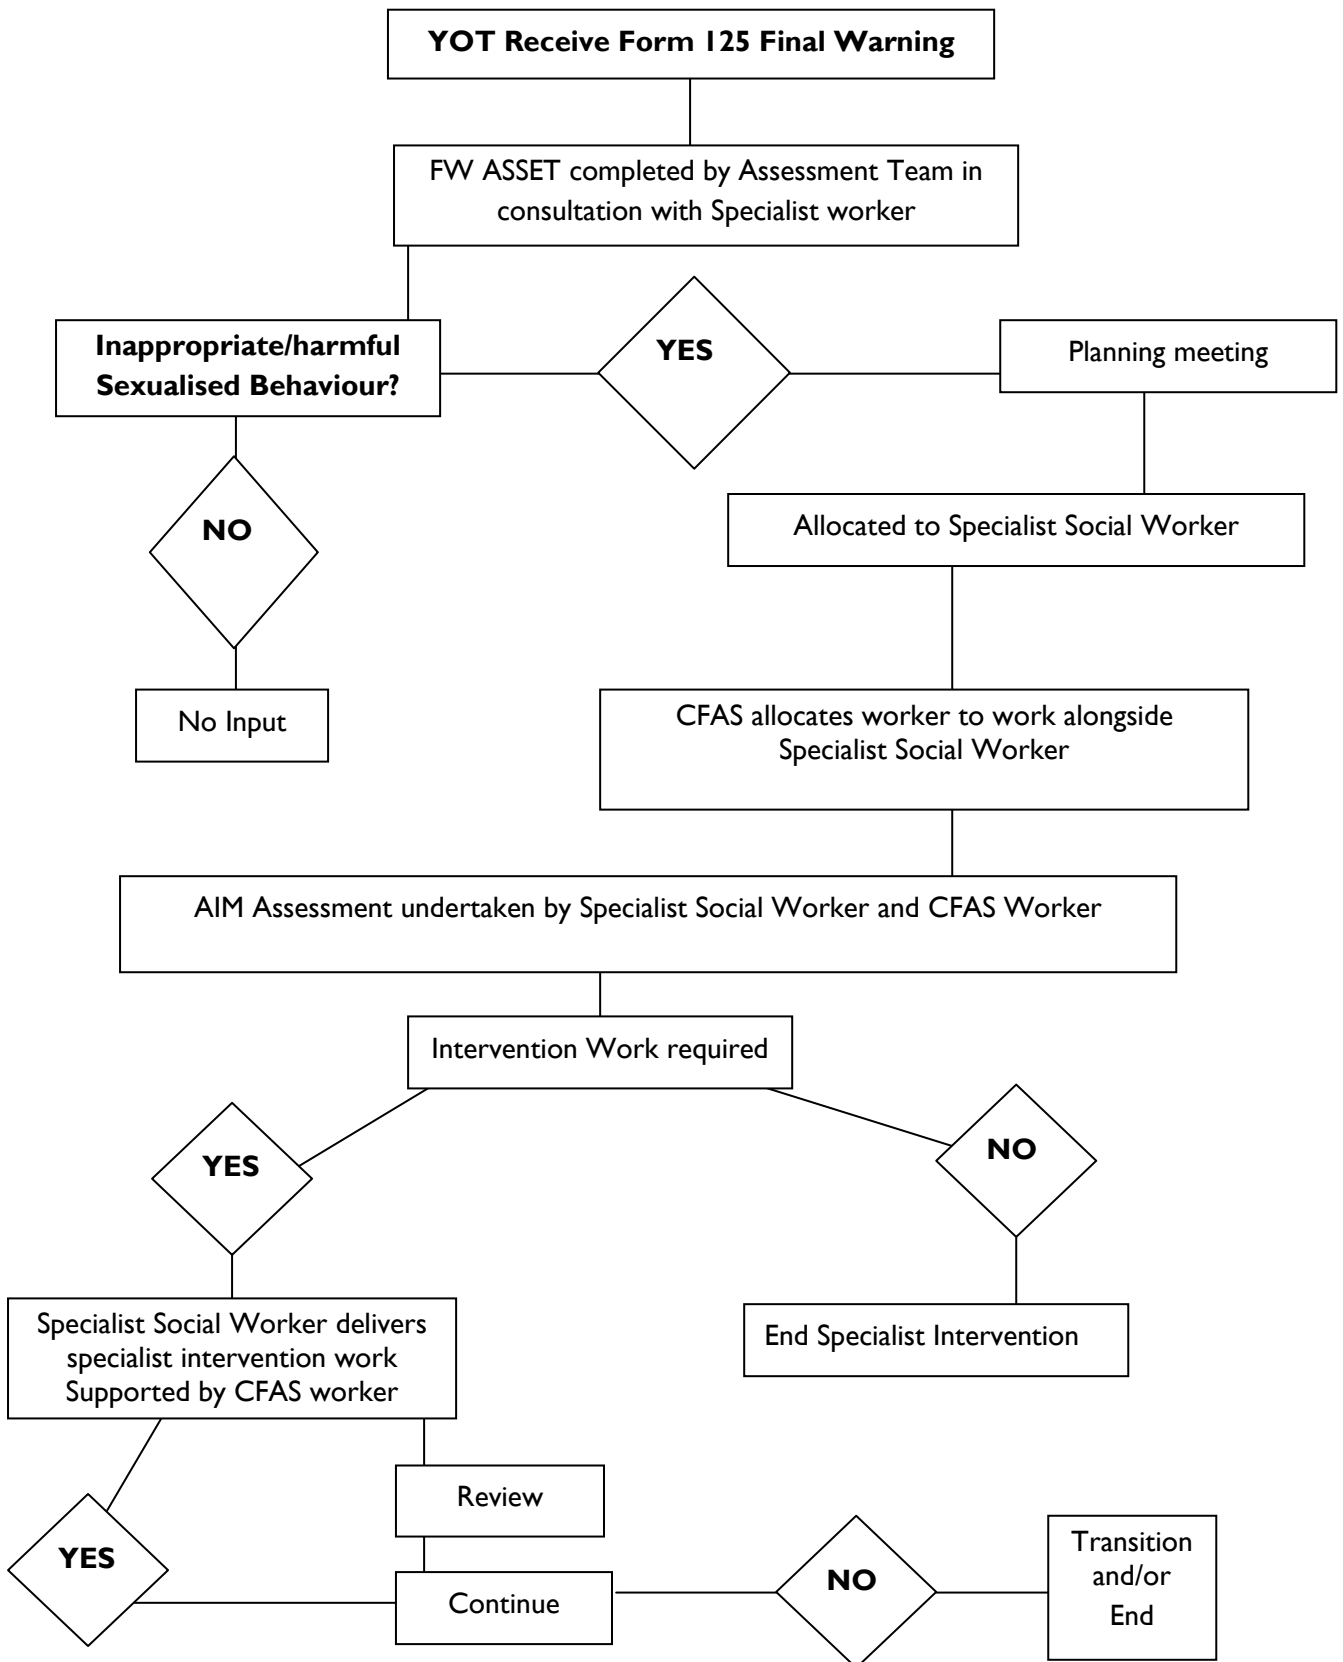 YOT Receive Form 125 Final Warning
FW ASSET completed by Assessment Team in
consultation with Specialist worker
Inappropriate/harmful
Sexualised Behaviour?
YES
Planning meeting
NO
Allocated to Specialist Social Worker
No Input
CFAS allocates worker to work alongside
Specialist Social Worker
AIM Assessment undertaken by Specialist Social Worker and CFAS Worker
Intervention Work required
YES
NO
Specialist Social Worker delivers
specialist intervention work
Supported by CFAS worker
End Specialist Intervention
Review
YES
Continue
NO
Transition
and/or
End